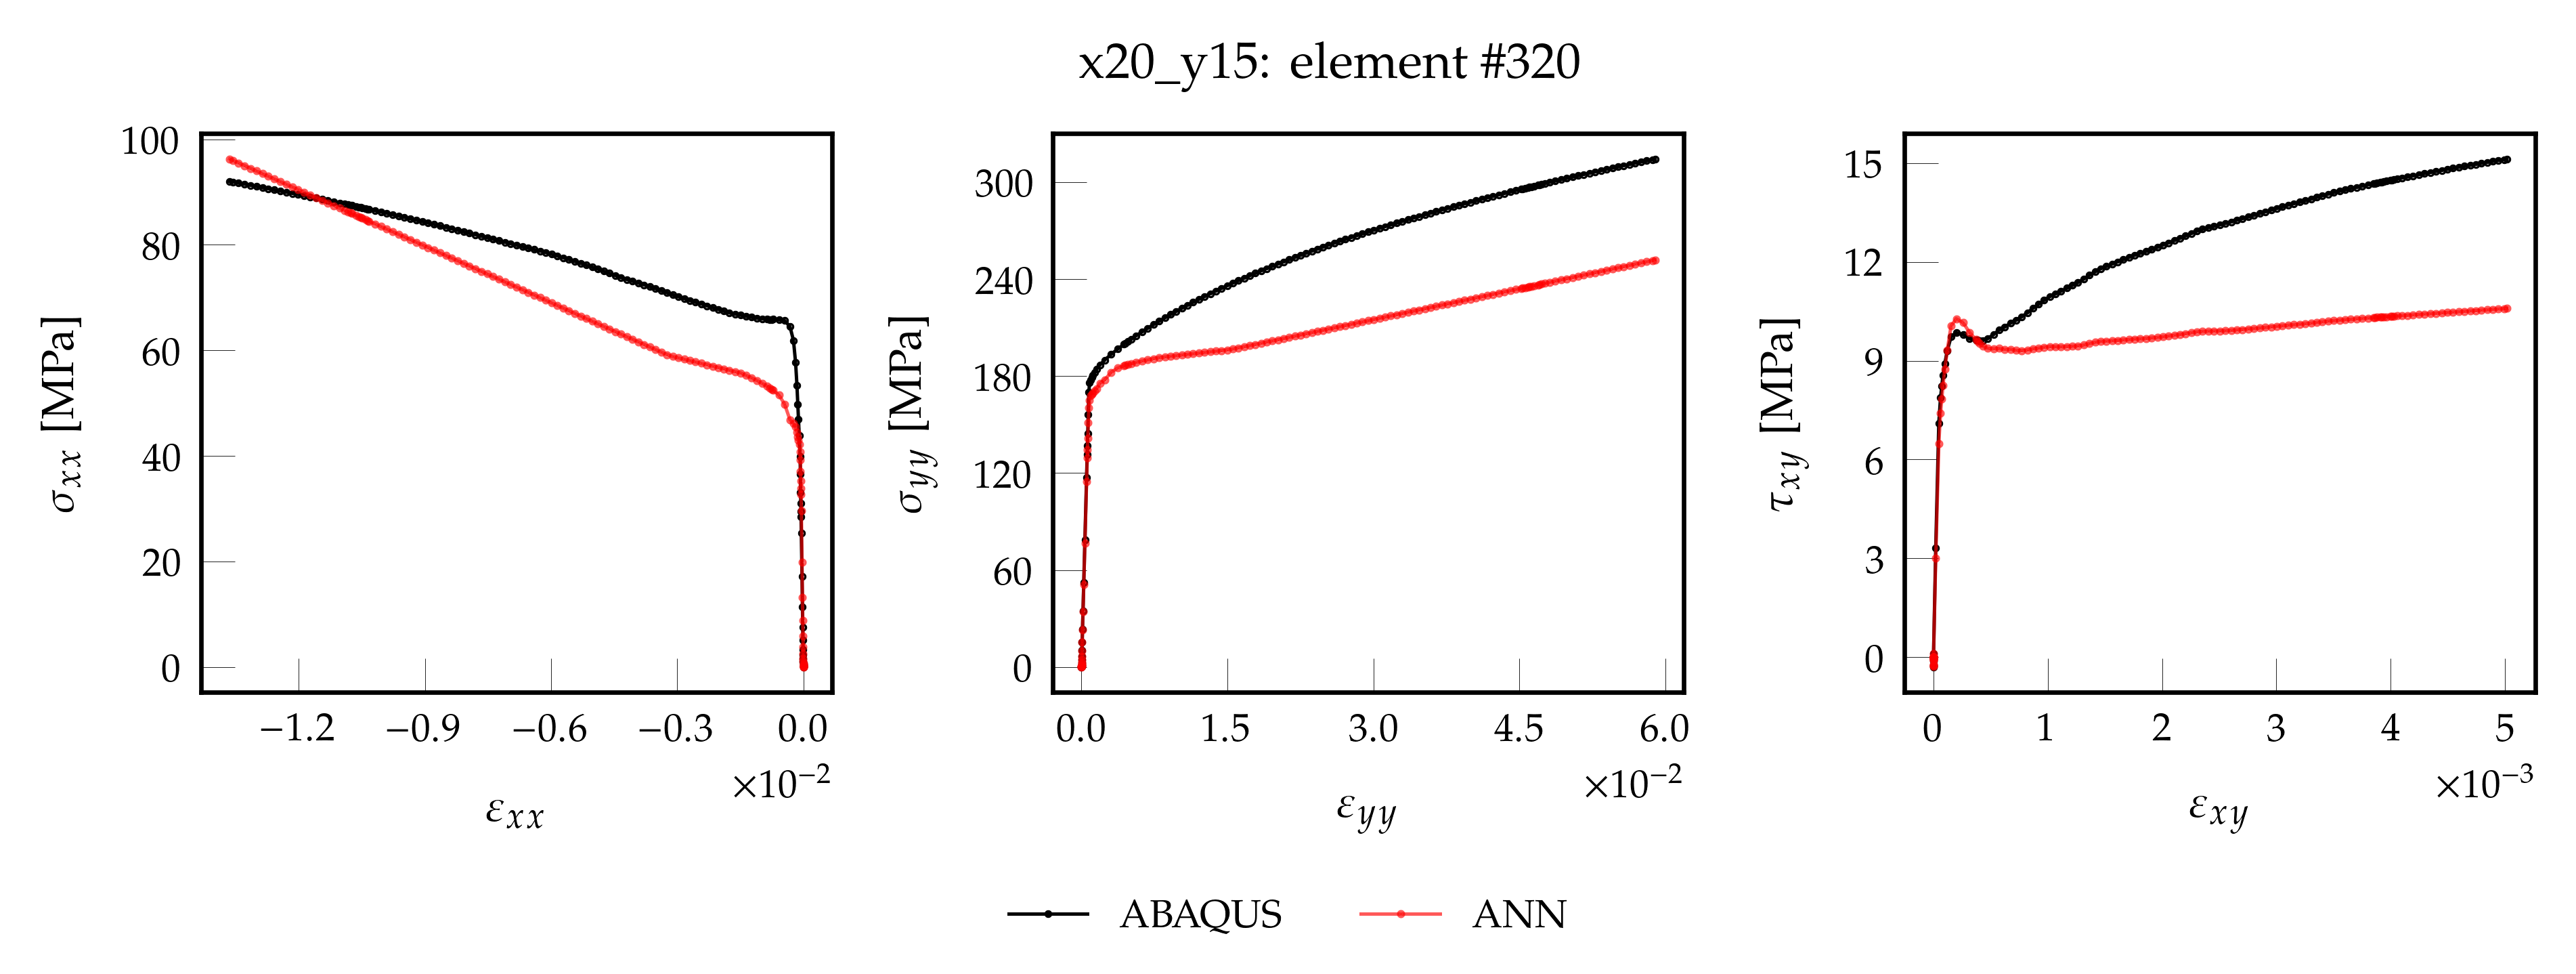 x20_y15: element #320
σxx [MPa]
100
80
60
40
20
0
−1.2 −0.9 −0.6 −0.3 0.0
×10−2
εxx
σyy [MPa]
300
240
180
120
60
0
0.0 1.5 3.0 4.5 6.0
×10−2
εyy
τxy [MPa]
15
12
9
6
3
0
0 1 2 3 4 5
×10−3
εxy
ABAQUS ANN